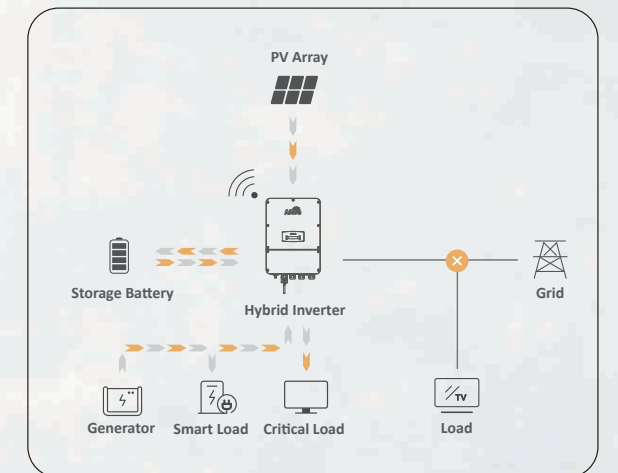 PV Array
Storage Battery
Hybrid Inverter
Grid
TV
Generator
Smart Load
Critical Load
Load